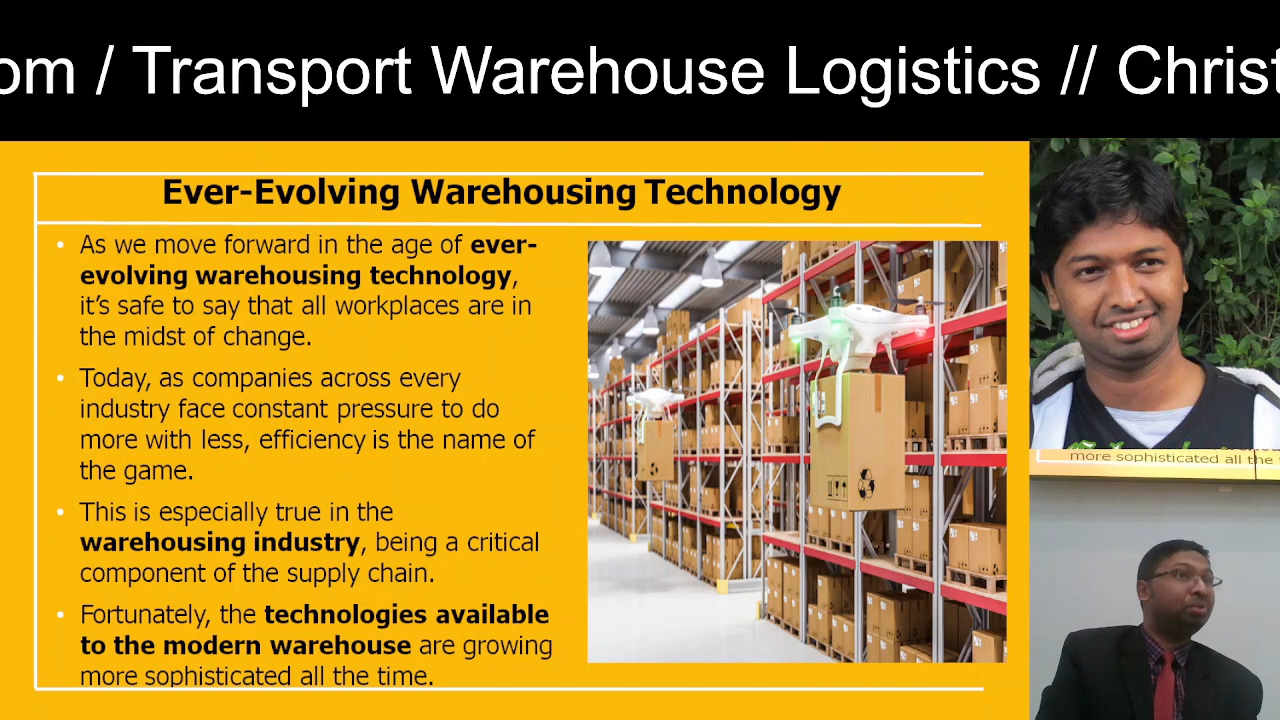 om / Transport Warehouse Logistics // Christ
Ever-Evolving Warehousing Technology
• As we move forward in the age of ever-
evolving warehousing technology,
it's safe to say that all workplaces are in
the midst of change.
• Today, as companies across every
industry face constant pressure to do
more with less, efficiency is the name of
the game.
• This is especially true in the
warehousing industry, being a critical
component of the supply chain.
• Fortunately, the technologies available
to the modern warehouse are growing
more sophisticated all the time.
more sophisticated all the